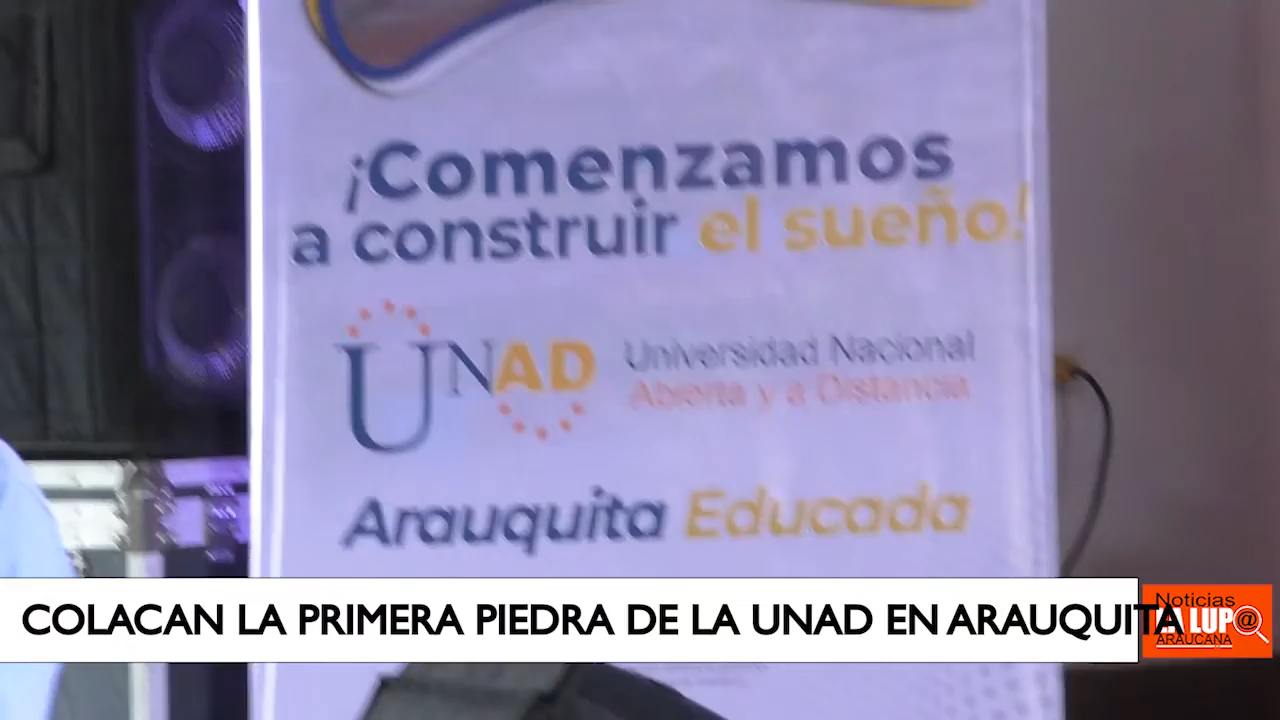 ¡Comenzamos
a construir el sueño!
UNAD
Universidad Nacional
Abierta y a Distancia
Arauquita Educada
COLACAN LA PRIMERA PIEDRA DE LA UNAD EN ARAUQUITA
Noticias
LA LUP@
ARAUCANA